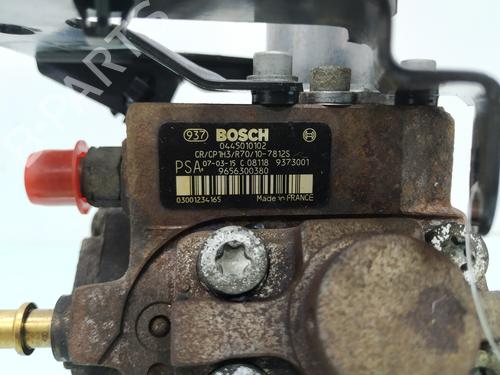 B-PARTS
937 BOSCH
0445010102
CR/CP1H3/R70/10-7812S
PSA 07-03-15 C 08118 9373001
9656300380
03001234165 Made in FRANCE